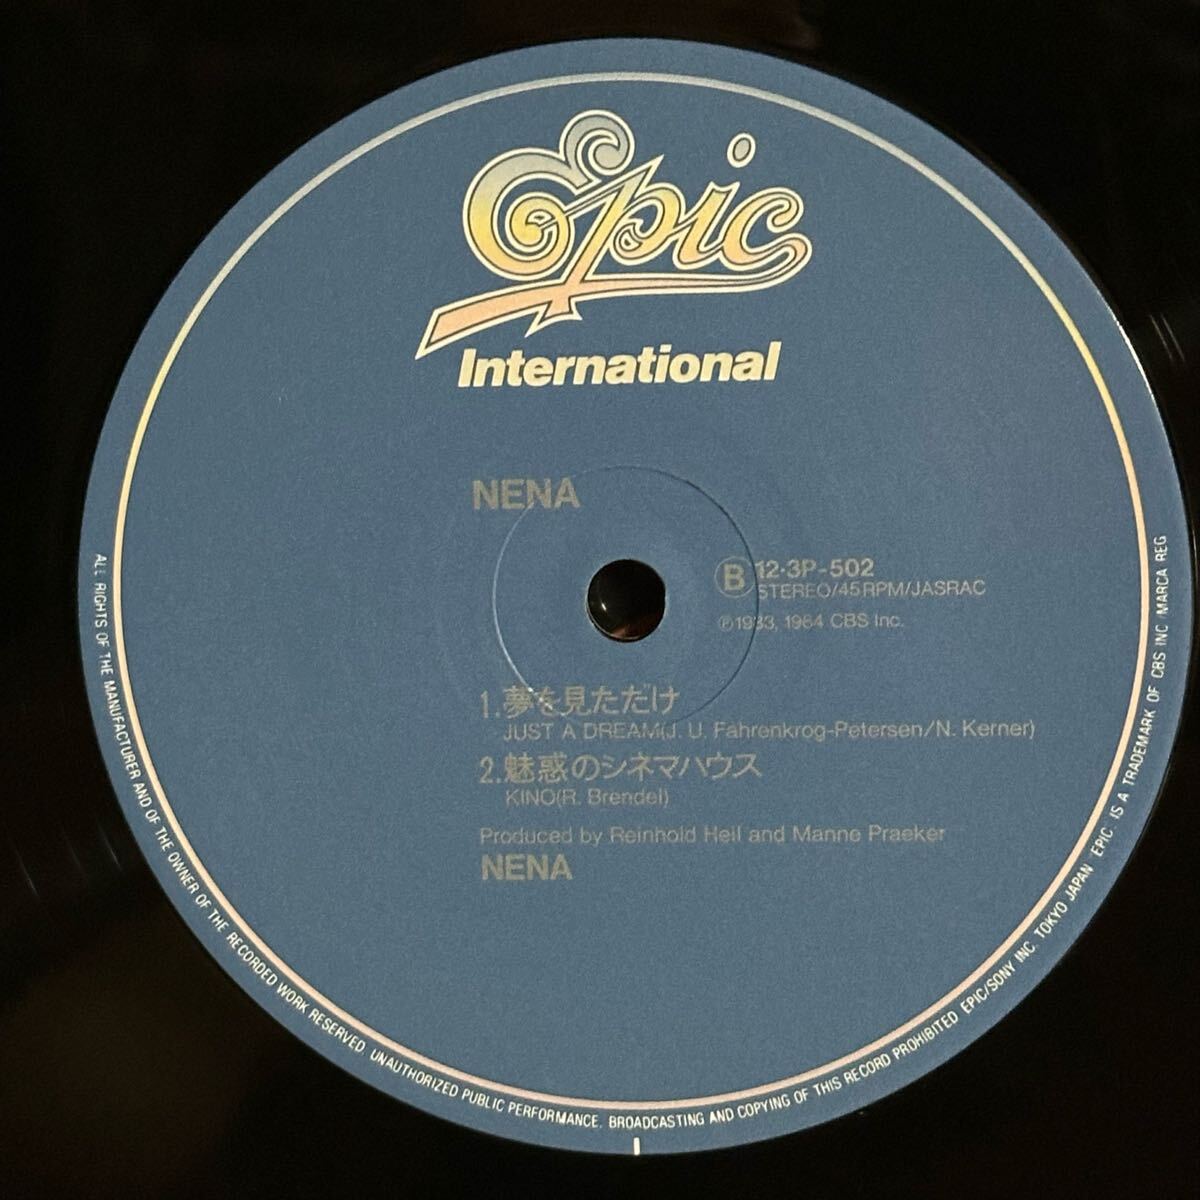 Epic
International
NENA
B 12・3P-502
STEREO/45RPM/JASRAC
℗1983, 1984 CBS Inc.
1.夢を見ただけ
JUST A DREAM(J. U. Fahrenkrog-Petersen/N. Kerner)
2.魅惑のシネマハウス
KINO(R. Brendel)
Produced by Reinhold Heil and Manne Praeker
NENA
ALL RIGHTS OF THE MANUFACTURER AND OF THE OWNER OF THE RECORDED WORK RESERVED. UNAUTHORIZED PUBLIC PERFORMANCE, BROADCASTING AND COPYING OF THIS RECORD PROHIBITED EPIC/SONY INC. TOKYO JAPAN "EPIC" IS A TRADEMARK OF CBS INC /MARCA REG